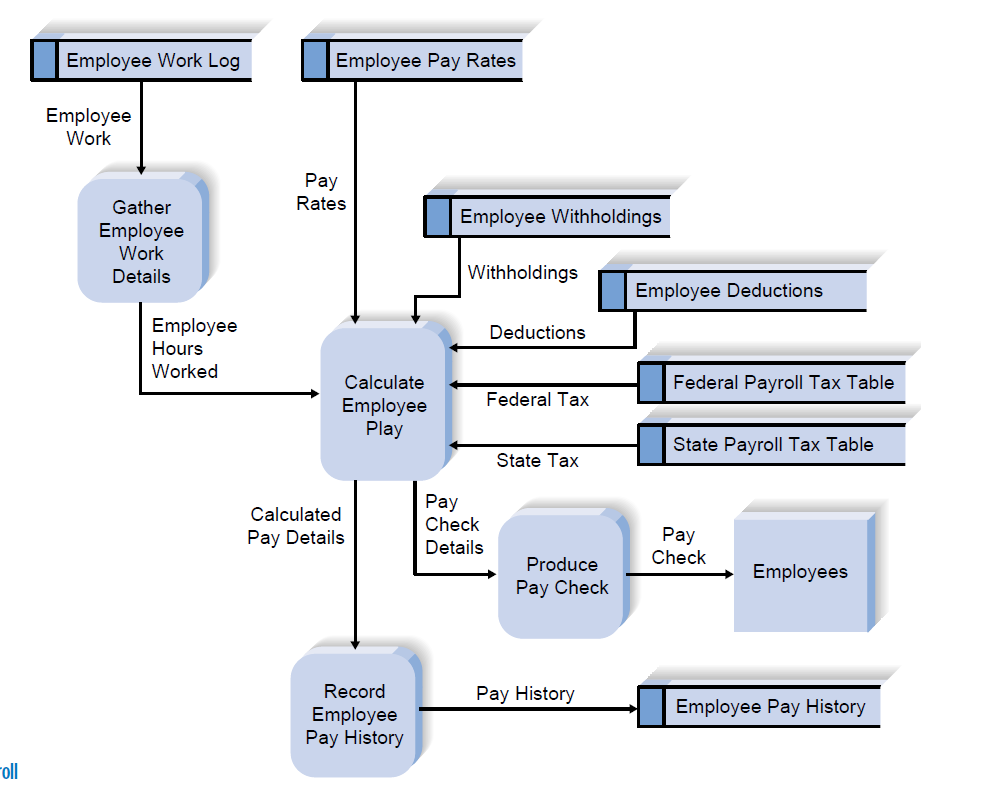 Employee Work Log
Employee Pay Rates
Employee
Work
Pay
Rates
Gather
Employee
Work
Details
Employee Withholdings
Withholdings
Employee Deductions
Employee
Hours
Worked
Deductions
Calculate
Employee
Play
Federal Payroll Tax Table
Federal Tax
State Payroll Tax Table
State Tax
Calculated
Pay Details
Pay
Check
Details
Produce
Pay Check
Pay
Check
Employees
Record
Employee
Pay History
Pay History
Employee Pay History
roll